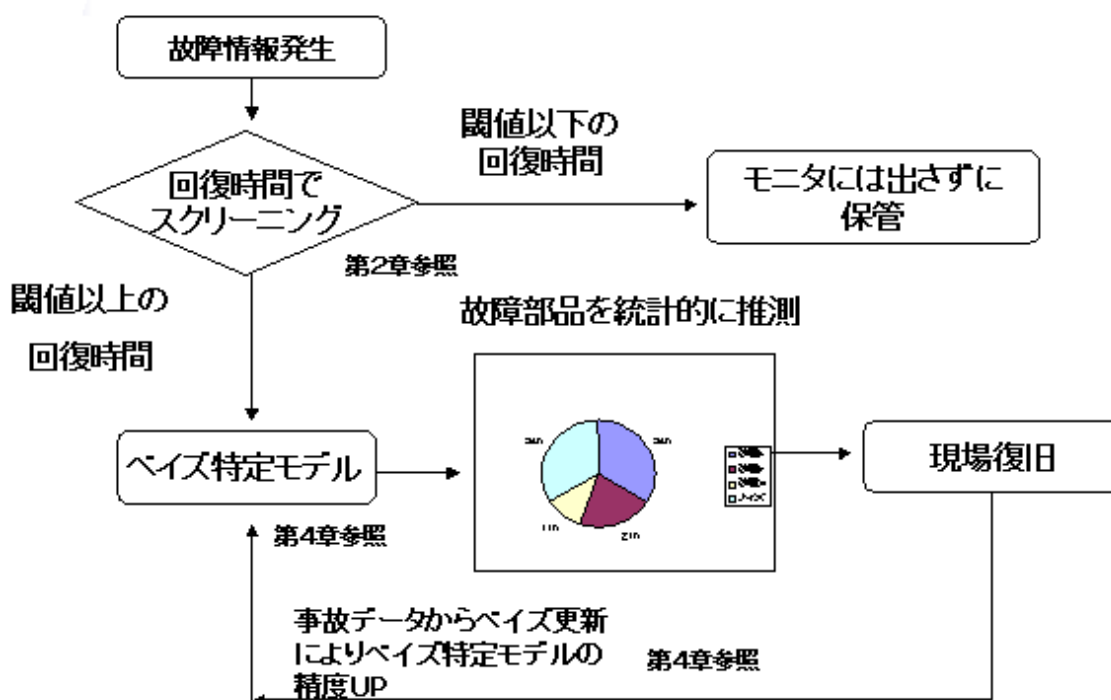 故障情報発生
閾値以下の
回復時間
回復時間で
スクリーニング
モニタには出さずに
保管
第2章参照
閾値以上の
回復時間
故障部品を統計的に推測
ベイズ特定モデル
現場復旧
第4章参照
事故データからベイズ更新
によりベイズ特定モデルの
精度UP
第4章参照